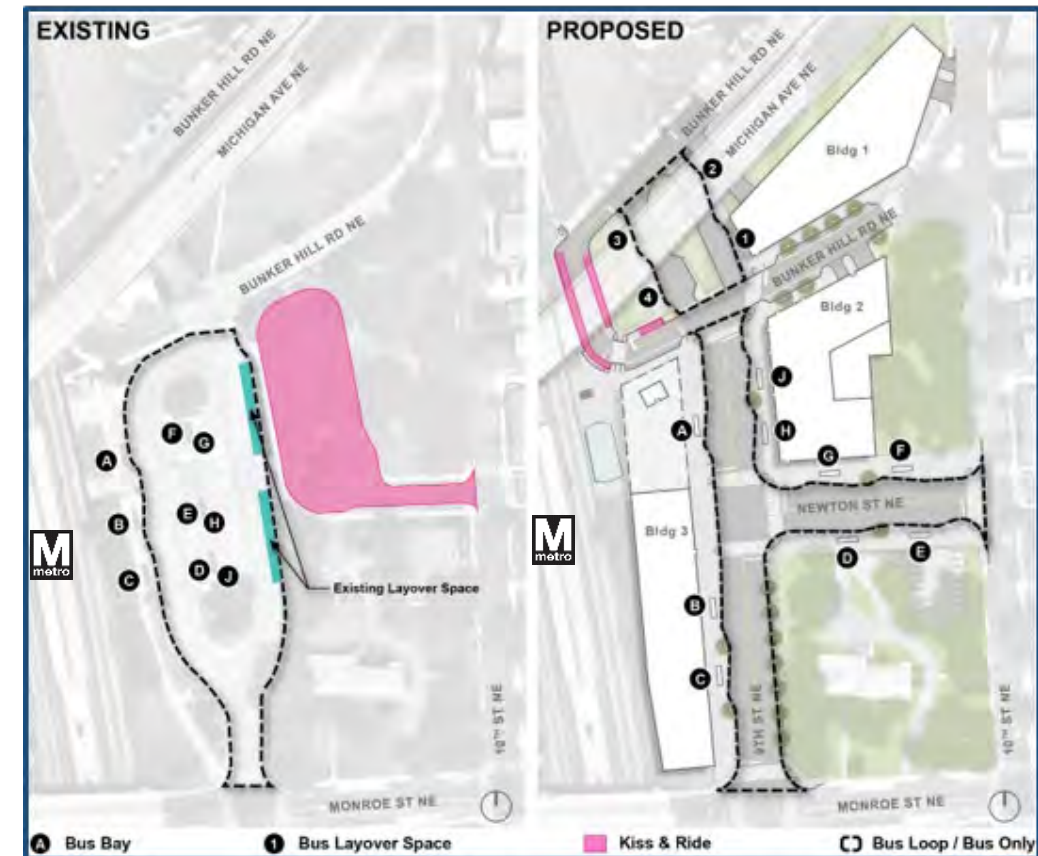 EXISTING
BUNKER HILL RD NE
MICHIGAN AVE NE
BUNKER HILL RD NE
F
G
A
E
H
B
M
metro
D
J
C
Existing Layover Space
10TH ST NE
MONROE ST NE
PROPOSED
BUNKER HILL RD NE
MICHIGAN AVE NE
2
Bldg 1
3
1
BUNKER HILL RD NE
4
Bldg 2
J
A
H
G
F
NEWTON ST NE
M
metro
Bldg 3
D
E
B
C
9TH ST NE
10TH ST NE
MONROE ST NE
A Bus Bay
1 Bus Layover Space
Kiss & Ride
Bus Loop / Bus Only